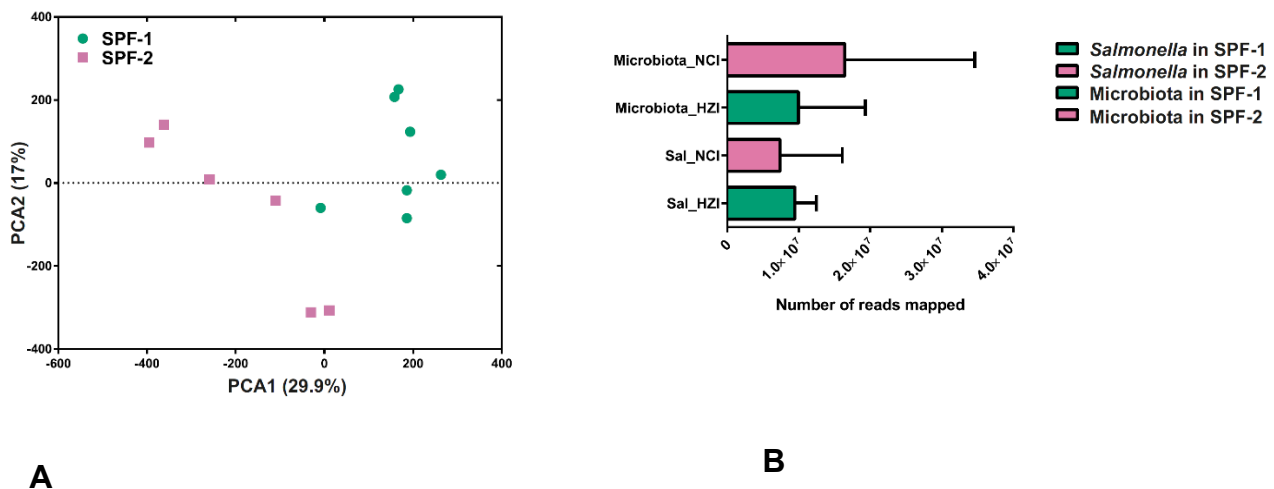 400
200
0
-200
-400
PCA2 (17%)
SPF-1
SPF-2
-600
-400
-200
0
200
400
PCA1 (29.9%)
A
Microbiota_NCI
Microbiota_HZI
Sal_NCI
Sal_HZI
0
1.0×10⁷
2.0×10⁷
3.0×10⁷
4.0×10⁷
Number of reads mapped
Salmonella in SPF-1
Salmonella in SPF-2
Microbiota in SPF-1
Microbiota in SPF-2
B